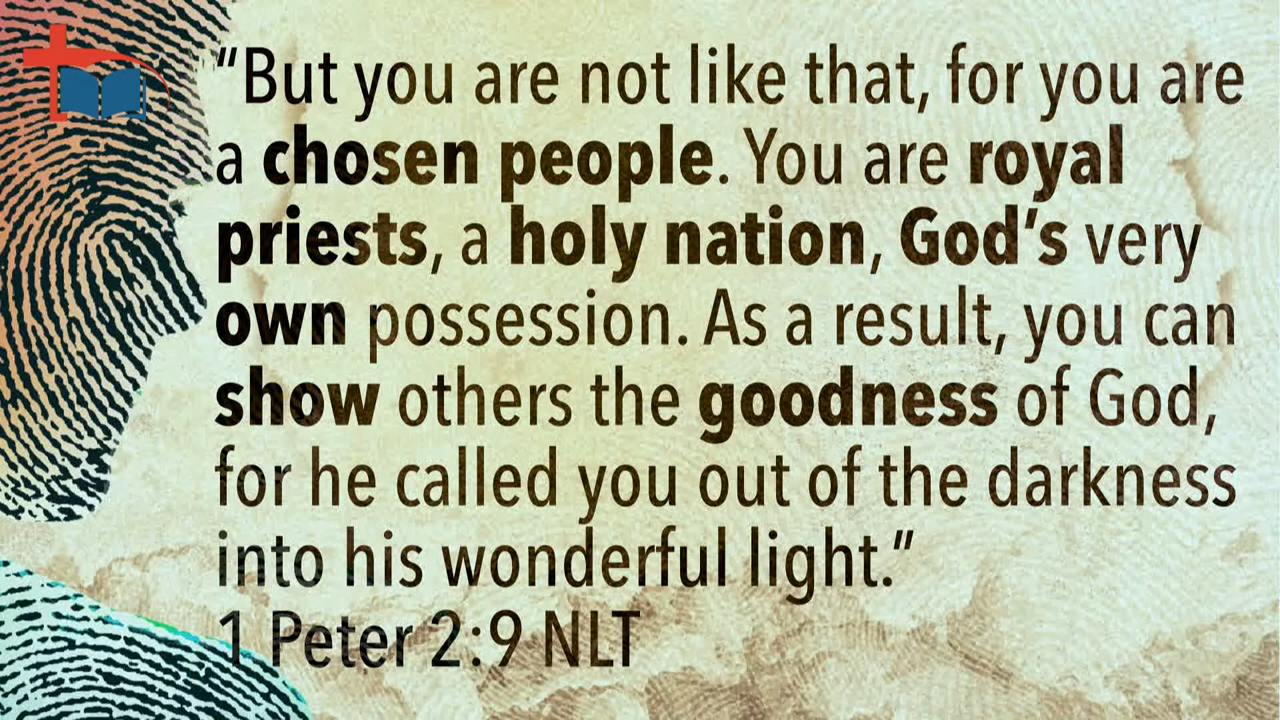 “But you are not like that, for you are
a chosen people. You are royal
priests, a holy nation, God’s very
own possession. As a result, you can
show others the goodness of God,
for he called you out of the darkness
into his wonderful light.”
1 Peter 2:9 NLT